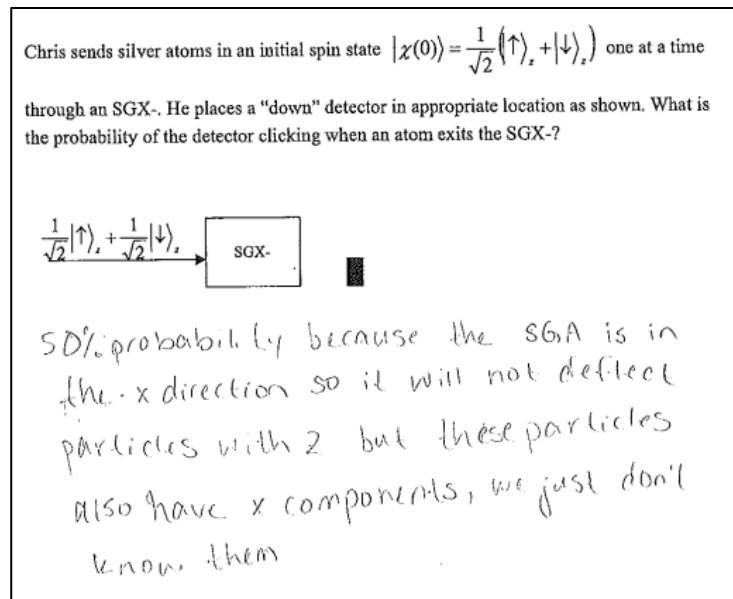 Chris sends silver atoms in an initial spin state |χ(0)⟩ = 1/√2 (|↑⟩z + |↓⟩z) one at a time
through an SGX-. He places a "down" detector in appropriate location as shown. What is
the probability of the detector clicking when an atom exits the SGX-?
1/√2 |↑⟩z + 1/√2 |↓⟩z
SGX-
50% probability because the SGA is in
the -x direction so it will not deflect
particles with z but these particles
also have x components, we just don't
know them